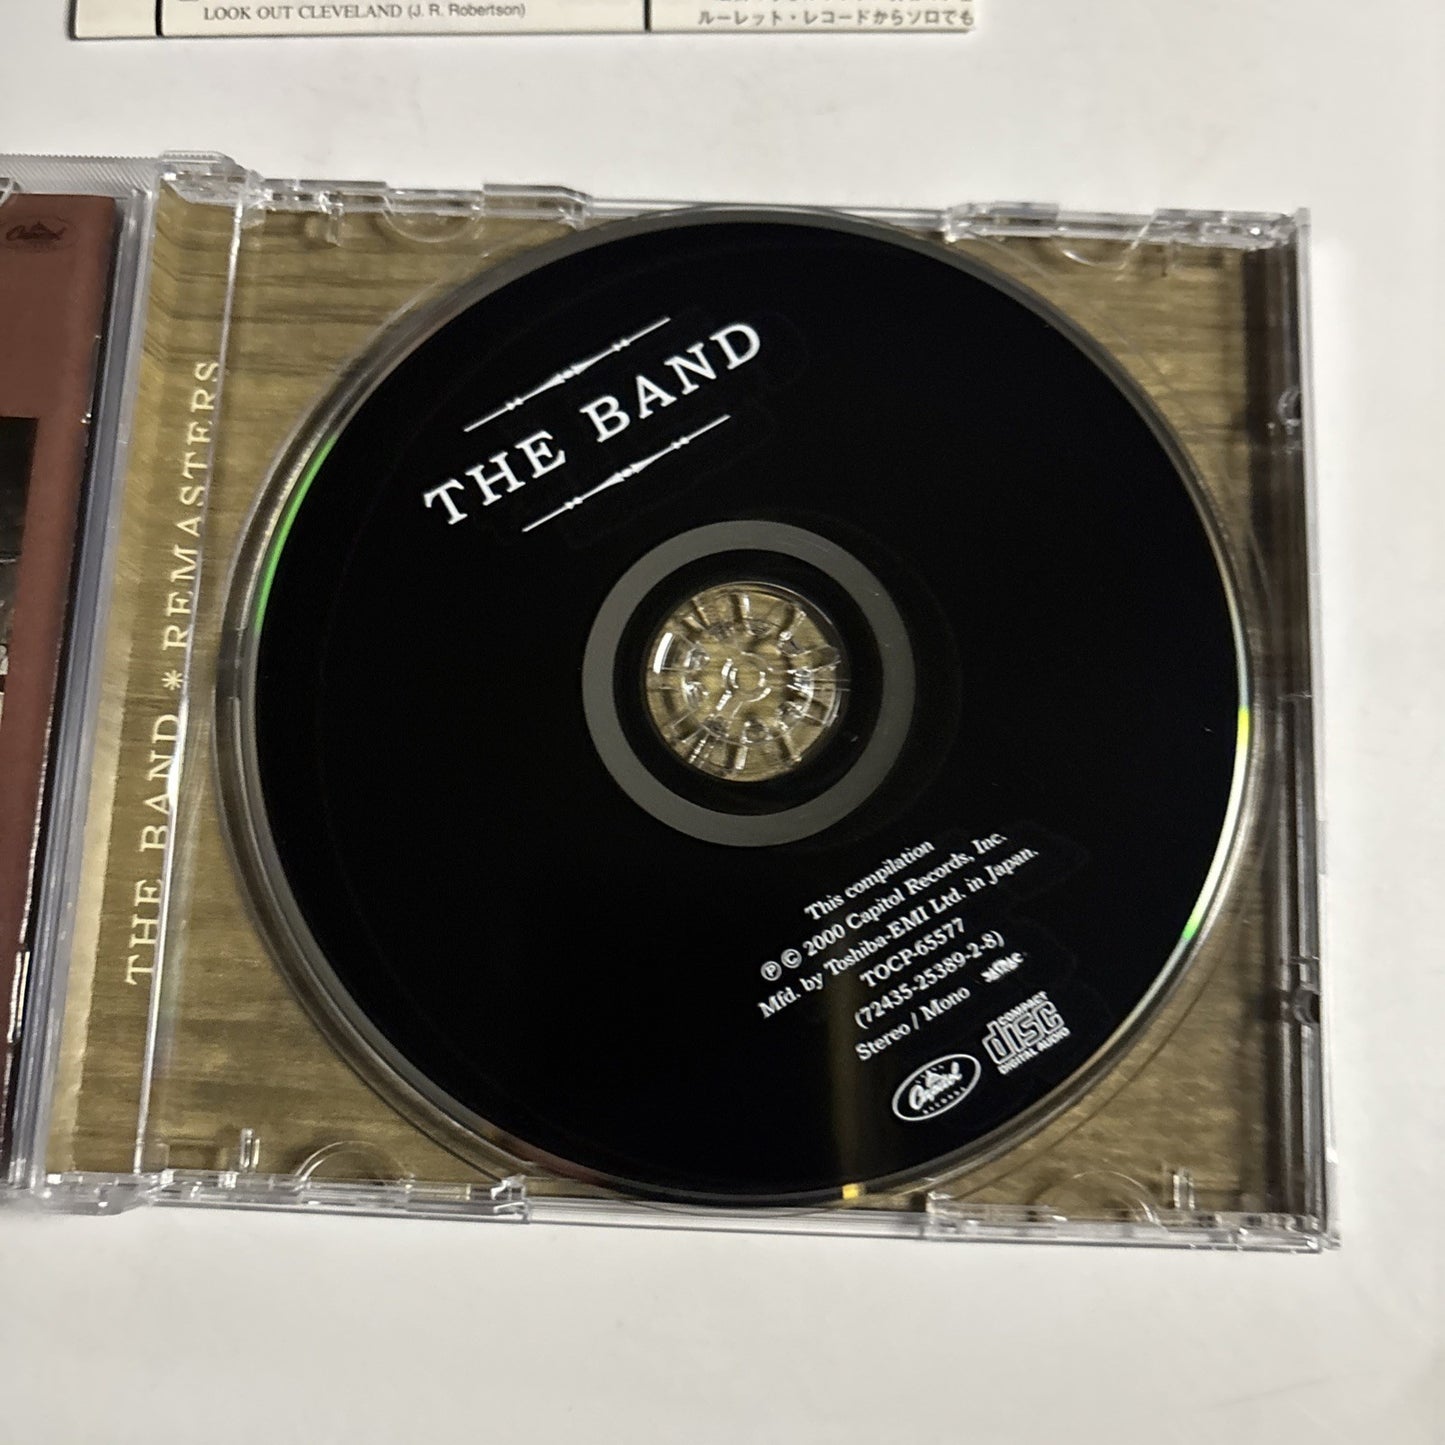 LOOK OUT CLEVELAND (J. R. Robertson)
ルーレット・レコードからソロでも
Capitol
THE BAND * REMASTERS
THE BAND
This compilation
℗ © 2000 Capitol Records, Inc.
Mfd. by Toshiba-EMI Ltd. in Japan.
TOCP-65577
(72435-25389-2-8)
Stereo / Mono
COMPACT
disc
DIGITAL AUDIO
Capitol
RECORDS